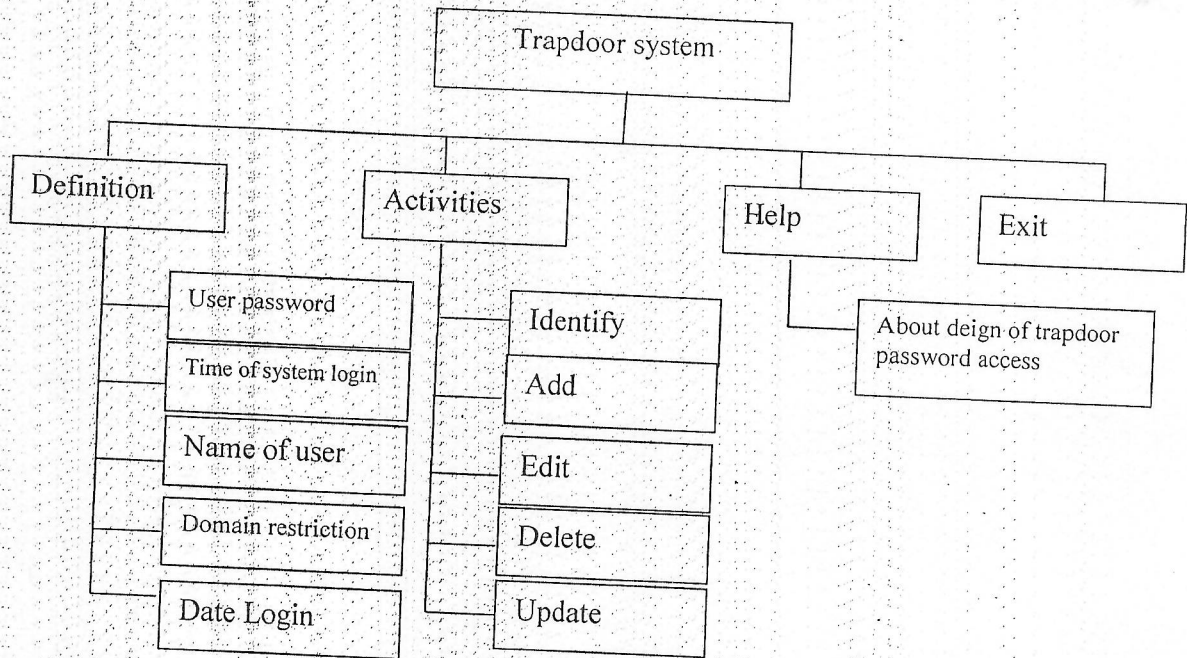 Trapdoor system
Definition
Activities
Help
Exit
User password
Time of system login
Name of user
Domain restriction
Date Login
Identify
Add
Edit
Delete
Update
About deign of trapdoor
password access